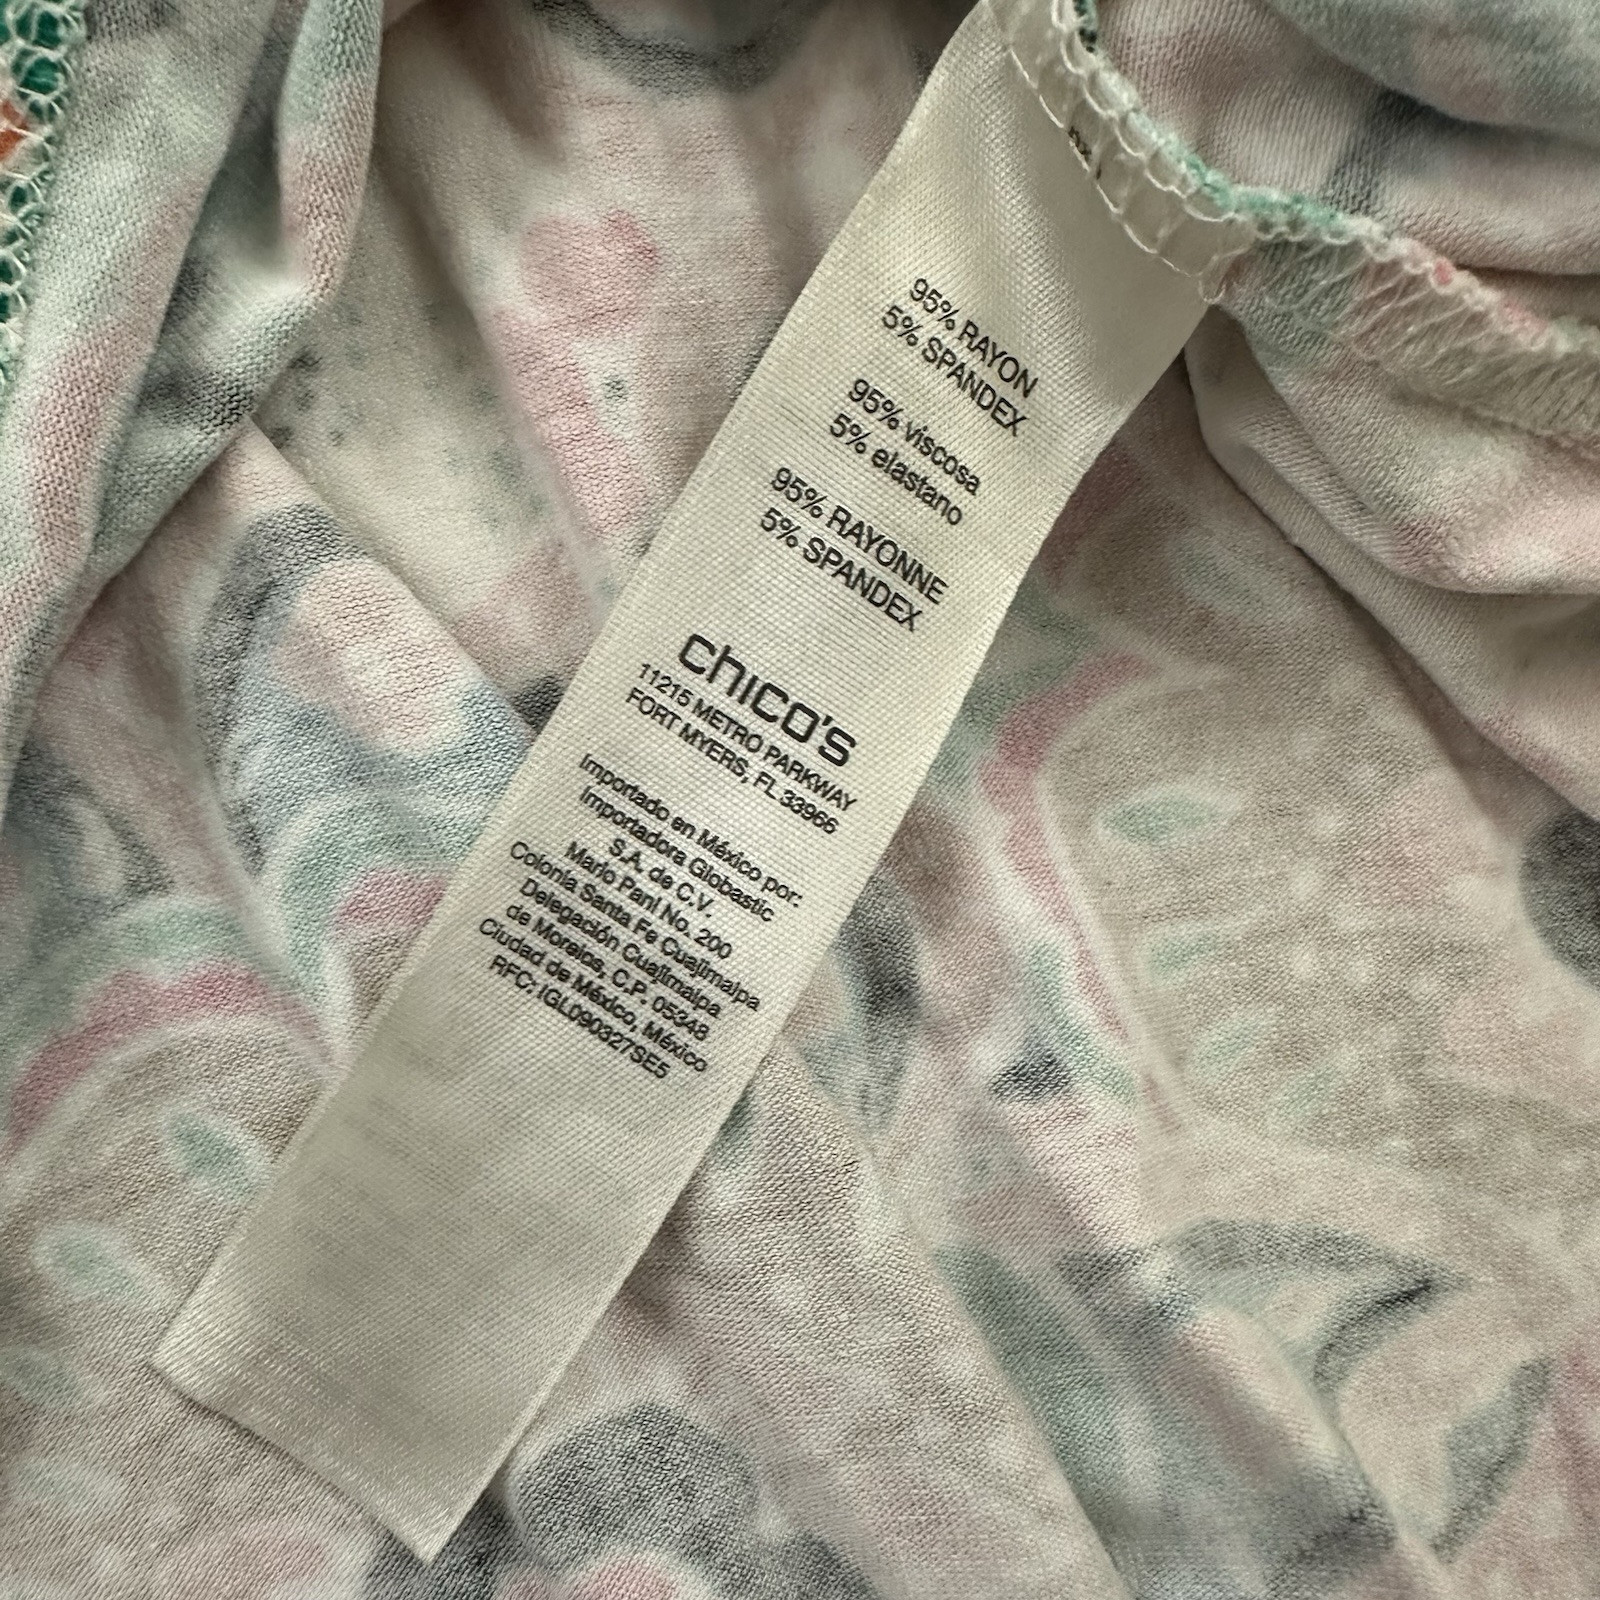 95% RAYON
5% SPANDEX
95% viscosa
5% elastano
95% RAYONNE
5% SPANDEX
chico's
11215 METRO PARKWAY
FORT MYERS, FL 33966
Importado en México por:
Importadora Globastic
S.A. de C.V.
Mario Pani No. 200
Colonia Santa Fe Cuajimalpa
Delegación Cuajimalpa
de Morelos, C.P. 05348
Ciudad de México, México
RFC: IGL090327SE5